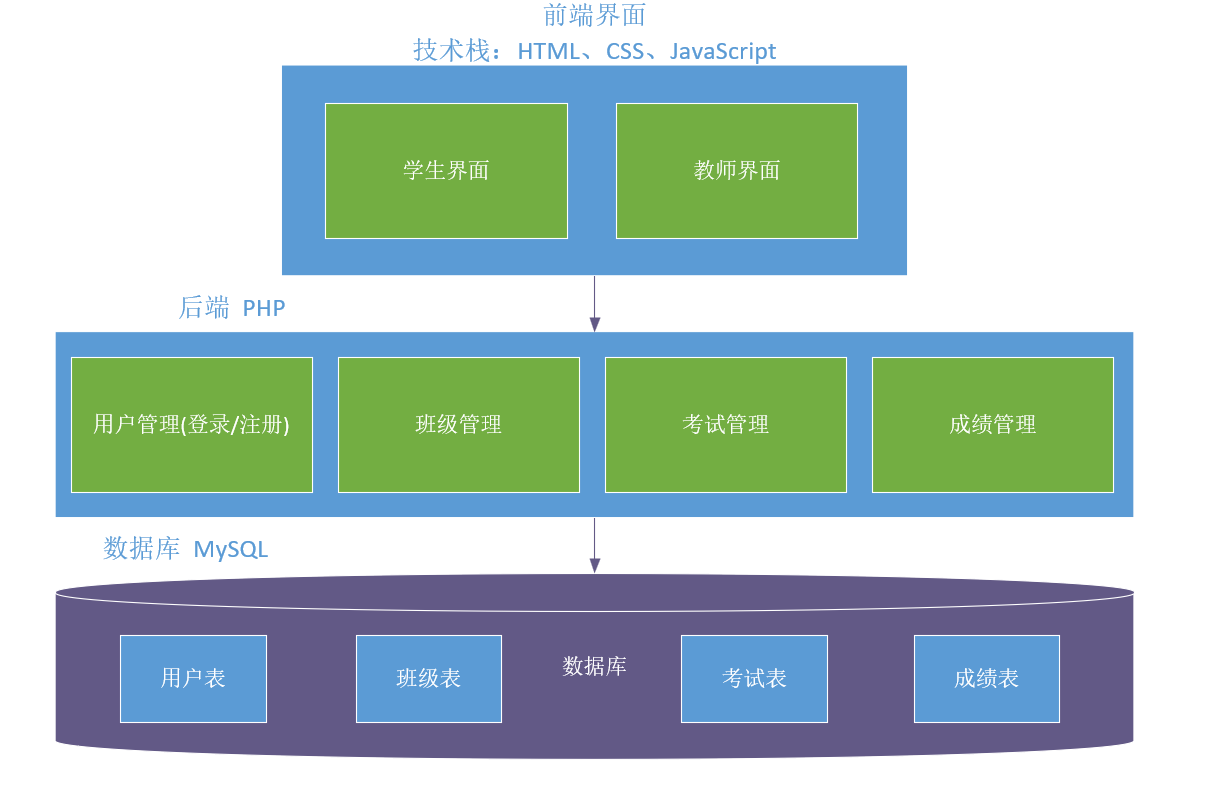 前端界面
技术栈：HTML、CSS、JavaScript
学生界面
教师界面
后端 PHP
用户管理(登录/注册)
班级管理
考试管理
成绩管理
数据库 MySQL
用户表
班级表
数据库
考试表
成绩表